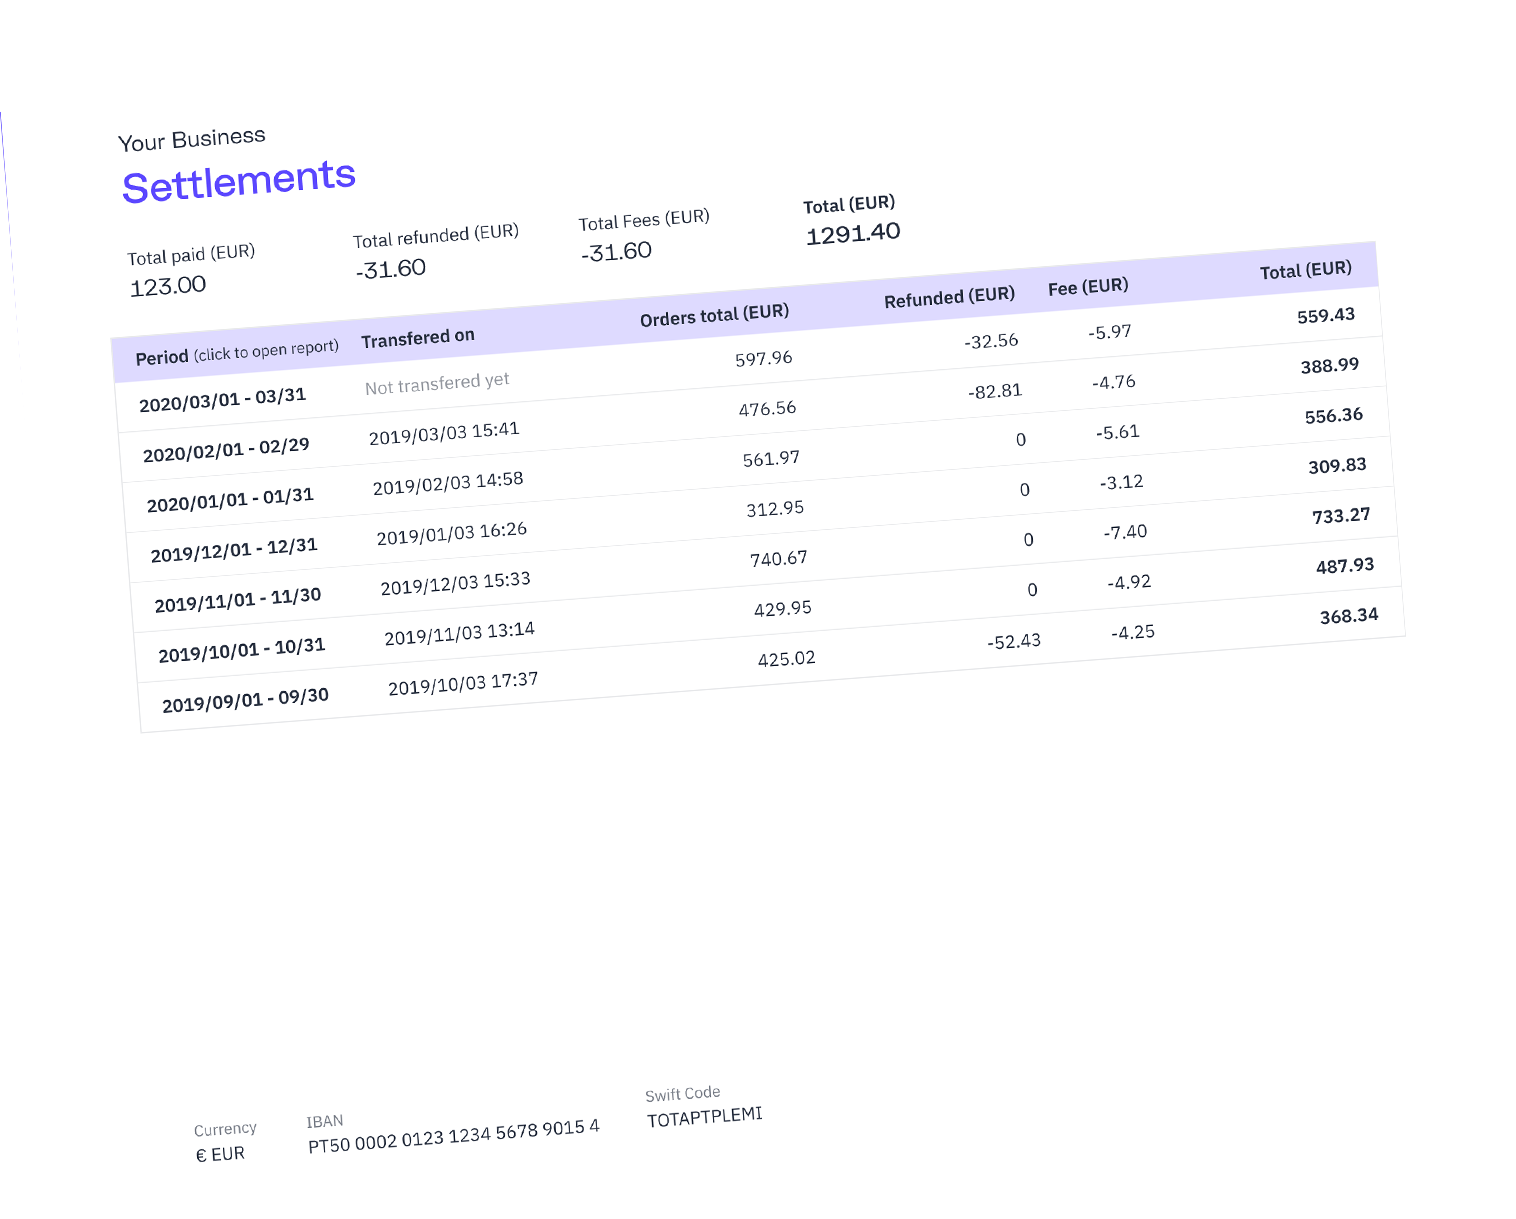 Your Business
Settlements
Total paid (EUR) Total refunded (EUR) Total Fees (EUR) Total (EUR)
123.00 -31.60 -31.60 1291.40
Period (click to open report) Transfered on Orders total (EUR) Refunded (EUR) Fee (EUR) Total (EUR)
2020/03/01 - 03/31 Not transfered yet 597.96 -32.56 -5.97 559.43
2020/02/01 - 02/29 2019/03/03 15:41 476.56 -82.81 -4.76 388.99
2020/01/01 - 01/31 2019/02/03 14:58 561.97 0 -5.61 556.36
2019/12/01 - 12/31 2019/01/03 16:26 312.95 0 -3.12 309.83
2019/11/01 - 11/30 2019/12/03 15:33 740.67 0 -7.40 733.27
2019/10/01 - 10/31 2019/11/03 13:14 429.95 0 -4.92 487.93
2019/09/01 - 09/30 2019/10/03 17:37 425.02 -52.43 -4.25 368.34
Currency IBAN Swift Code
€ EUR PT50 0002 0123 1234 5678 9015 4 TOTAPTPLEMI